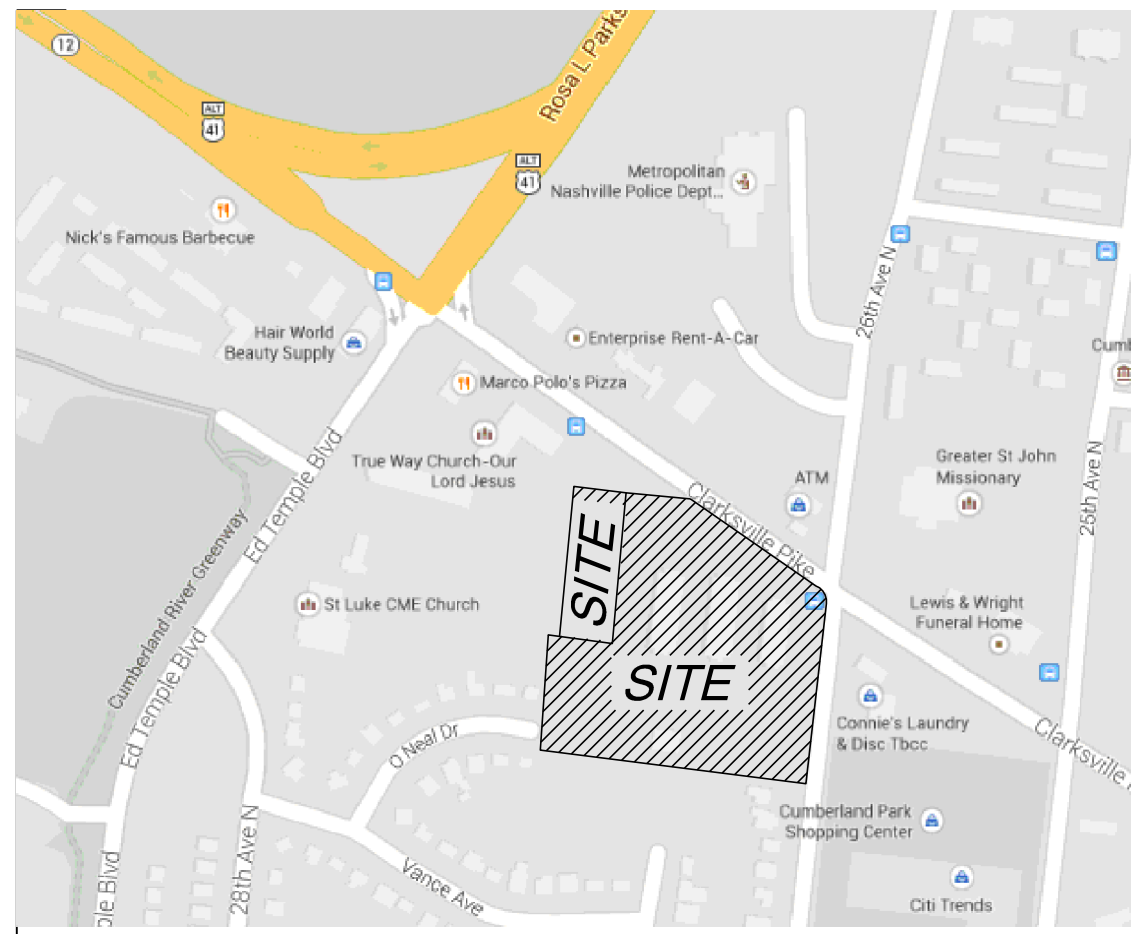 12
ALT
41
Rosa L Parks
ALT
41
Metropolitan
Nashville Police Dept...
Nick's Famous Barbecue
26th Ave N
Hair World
Beauty Supply
Enterprise Rent-A-Car
Cumb
Marco Polo's Pizza
True Way Church-Our
Lord Jesus
Ed Temple Blvd
Clarksville Pike
ATM
Greater St John
Missionary
25th Ave N
SITE
Cumberland River Greenway
St Luke CME Church
Lewis & Wright
Funeral Home
SITE
Ed Temple Blvd
O Neal Dr
Connie's Laundry
& Disc Tbcc
Clarksville
Cumberland Park
Shopping Center
28th Ave N
Vance Ave
ple Blvd
Citi Trends